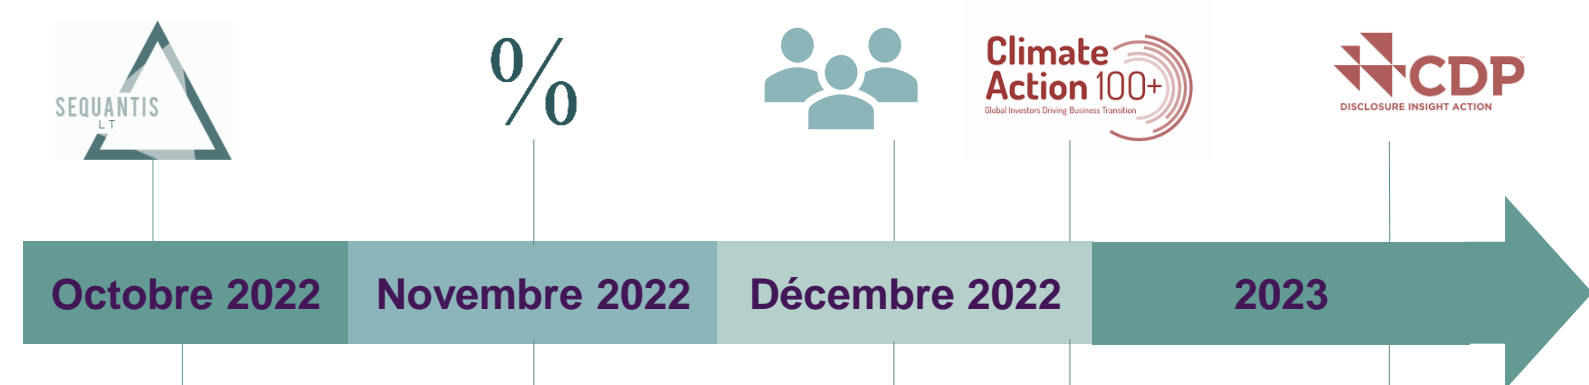 SEQUANTIS
LT
%
Climate
Action 100+
Global Investors Driving Business Transition
CDP
DISCLOSURE INSIGHT ACTION
Octobre 2022
Novembre 2022
Décembre 2022
2023